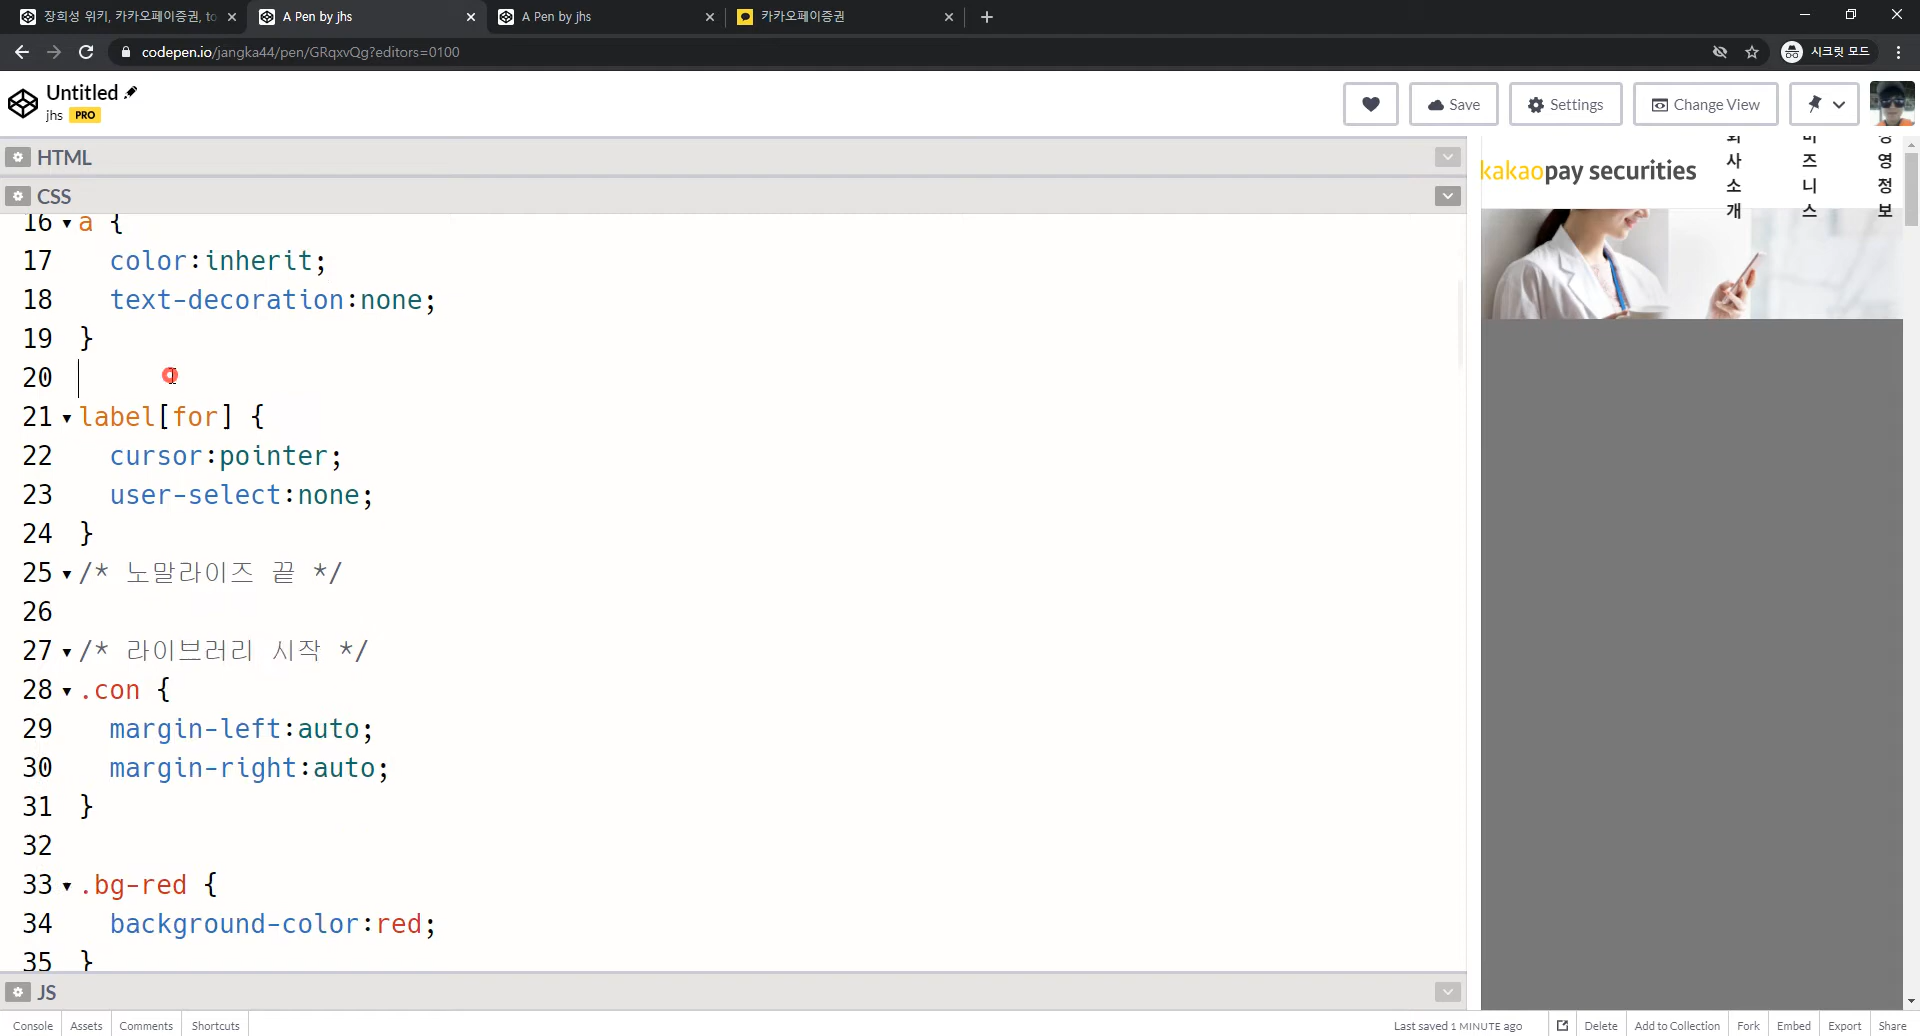 장희성 위키, 카카오페이증권, to
A Pen by jhs
A Pen by jhs
카카오페이증권
codepen.io/jangka44/pen/GRqxvQg?editors=0100
시크릿 모드
Untitled
jhs PRO
Save
Settings
Change View
HTML
CSS
16 a {
17 color:inherit;
18 text-decoration:none;
19 }
20
21 label[for] {
22 cursor:pointer;
23 user-select:none;
24 }
25 /* 노말라이즈 끝 */
26
27 /* 라이브러리 시작 */
28 .con {
29 margin-left:auto;
30 margin-right:auto;
31 }
32
33 .bg-red {
34 background-color:red;
35 }
JS
kakaopay securities
회사소개
비즈니스
경영정보
Console
Assets
Comments
Shortcuts
Last saved 1 MINUTE ago
Delete
Add to Collection
Fork
Embed
Export
Share